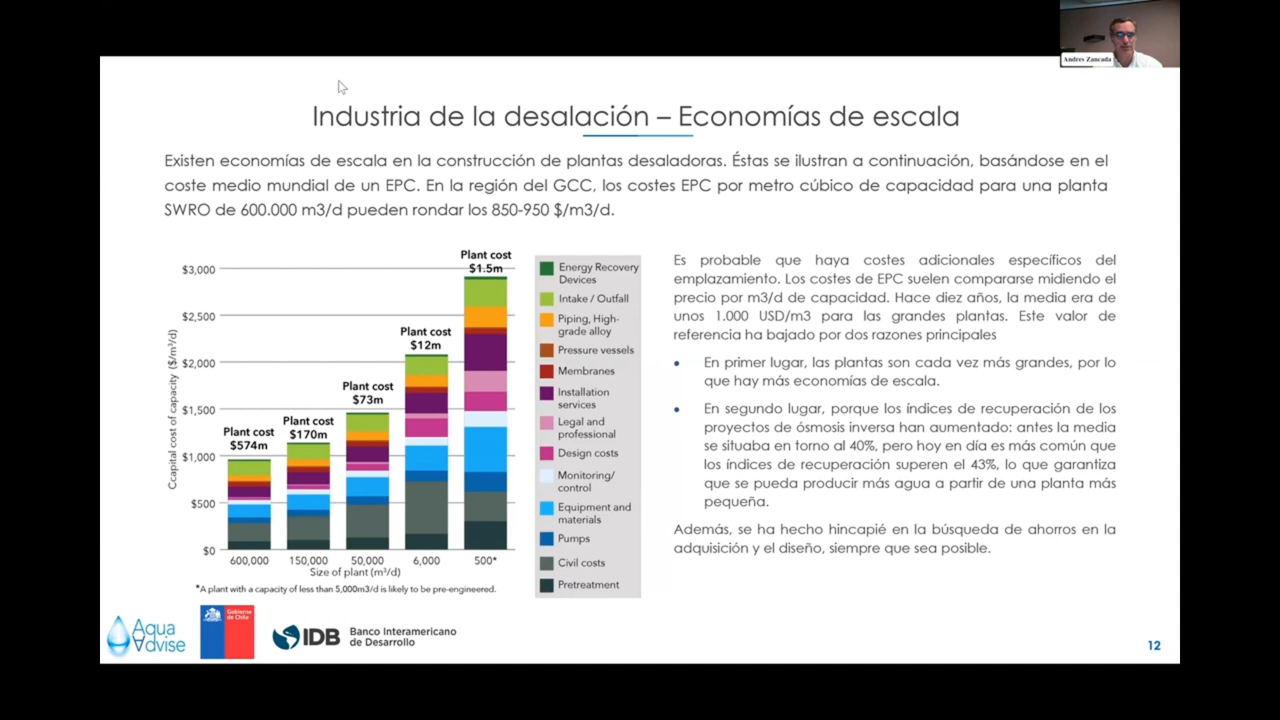 Andres Zancada
Industria de la desalación – Economías de escala
Existen economías de escala en la construcción de plantas desaladoras. Éstas se ilustran a continuación, basándose en el
coste medio mundial de un EPC. En la región del GCC, los costes EPC por metro cúbico de capacidad para una planta
SWRO de 600.000 m3/d pueden rondar los 850-950 $/m3/d.
Ccapital cost of capacity ($/m³/d)
$3,000
$2,500
$2,000
$1,500
$1,000
$500
$0
Plant cost
$574m
Plant cost
$170m
Plant cost
$73m
Plant cost
$12m
Plant cost
$1.5m
600,000
150,000
50,000
6,000
500*
Size of plant (m³/d)
*A plant with a capacity of less than 5,000m3/d is likely to be pre-engineered.
Energy Recovery
Devices
Intake / Outfall
Piping, High-
grade alloy
Pressure vessels
Membranes
Installation
services
Legal and
professional
Design costs
Monitoring/
control
Equipment and
materials
Pumps
Civil costs
Pretreatment
Es probable que haya costes adicionales específicos del
emplazamiento. Los costes de EPC suelen compararse midiendo el
precio por m3/d de capacidad. Hace diez años, la media era de
unos 1.000 USD/m3 para las grandes plantas. Este valor de
referencia ha bajado por dos razones principales
• En primer lugar, las plantas son cada vez más grandes, por lo
que hay más economías de escala.
• En segundo lugar, porque los índices de recuperación de los
proyectos de ósmosis inversa han aumentado: antes la media
se situaba en torno al 40%, pero hoy en día es más común que
los índices de recuperación superen el 43%, lo que garantiza
que se pueda producir más agua a partir de una planta más
pequeña.
Además, se ha hecho hincapié en la búsqueda de ahorros en la
adquisición y el diseño, siempre que sea posible.
Aqua
Advise
Gobierno
de Chile
IDB
Banco Interamericano
de Desarrollo
12